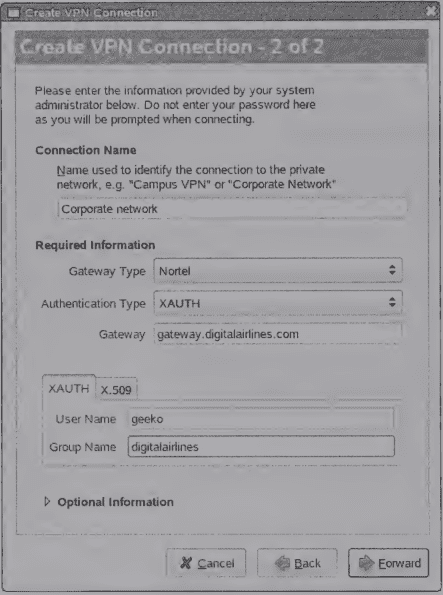 Create VPN Connection
Create VPN Connection - 2 of 2
Please enter the information provided by your system
administrator below. Do not enter your password here
as you will be prompted when connecting.
Connection Name
Name used to identify the connection to the private
network, e.g. "Campus VPN" or "Corporate Network"
Corporate network
Required Information
Gateway Type Nortel
Authentication Type XAUTH
Gateway gateway.digitalairlines.com
XAUTH X.509
User Name geeko
Group Name digitalairlines
Optional Information
Cancel Back Forward